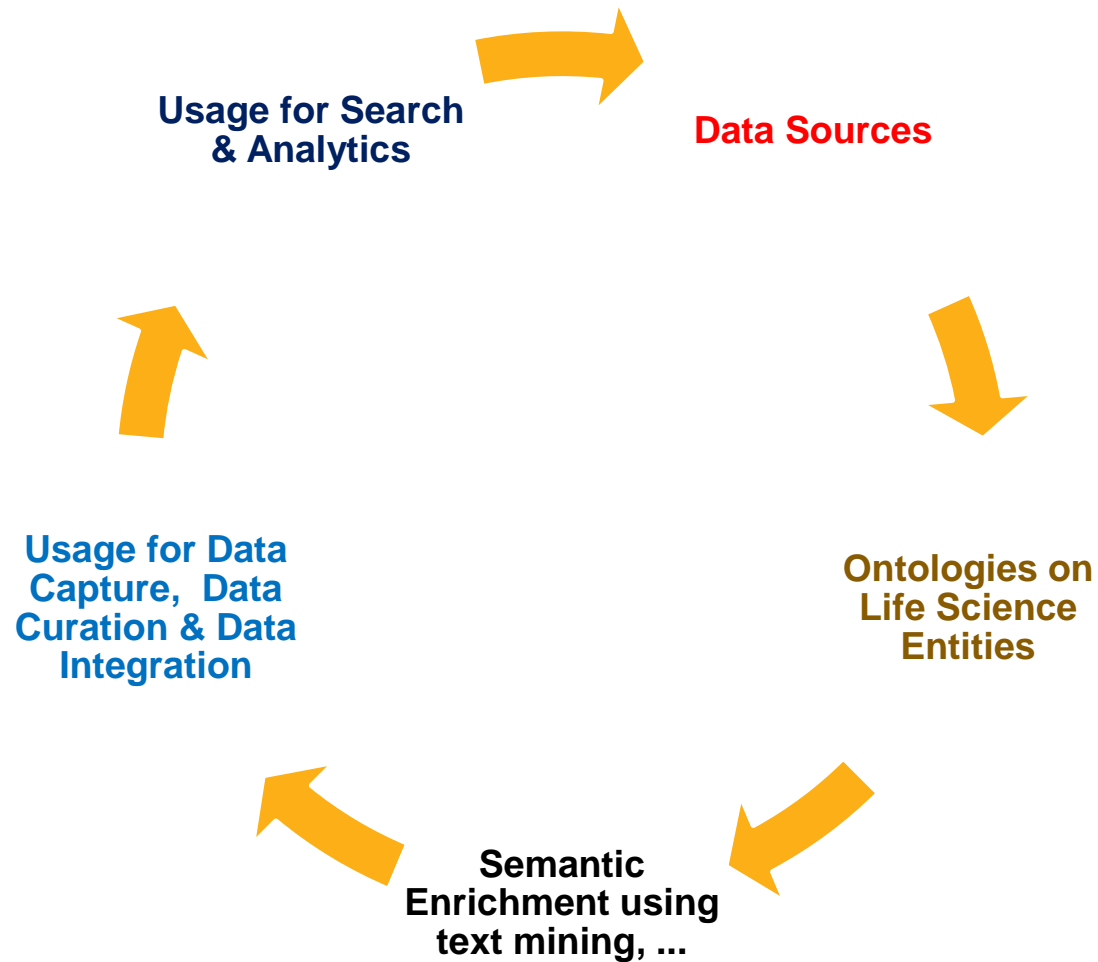 Usage for Search
& Analytics
Data Sources
Ontologies on
Life Science
Entities
Semantic
Enrichment using
text mining, ...
Usage for Data
Capture,  Data
Curation & Data
Integration